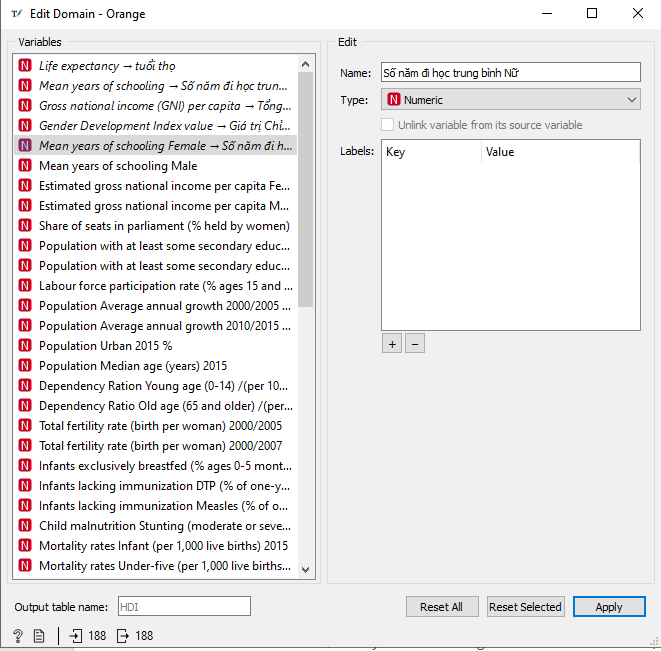 Edit Domain - Orange
Variables
N Life expectancy → tuổi thọ
N Mean years of schooling → Số năm đi học trun...
N Gross national income (GNI) per capita → Tổng...
N Gender Development Index value → Giá trị Chỉ...
N Mean years of schooling Female → Số năm đi h...
N Mean years of schooling Male
N Estimated gross national income per capita Fe...
N Estimated gross national income per capita M...
N Share of seats in parliament (% held by women)
N Population with at least some secondary educ...
N Population with at least some secondary educ...
N Labour force participation rate (% ages 15 and ...
N Population Average annual growth 2000/2005 ...
N Population Average annual growth 2010/2015 ...
N Population Urban 2015 %
N Population Median age (years) 2015
N Dependency Ration Young age (0-14) /(per 10...
N Dependency Ratio Old age (65 and older) /(per...
N Total fertility rate (birth per woman) 2000/2005
N Total fertility rate (birth per woman) 2000/2007
N Infants exclusively breastfed (% ages 0-5 mont...
N Infants lacking immunization DTP (% of one-y...
N Infants lacking immunization Measles (% of o...
N Child malnutrition Stunting (moderate or seve...
N Mortality rates Infant (per 1,000 live births) 2015
N Mortality rates Under-five (per 1,000 live births...
Edit
Name: Số năm đi học trung bình Nữ
Type: N Numeric
Unlink variable from its source variable
Labels: Key Value
+ −
Output table name: HDI
Reset All Reset Selected Apply
? 188 188